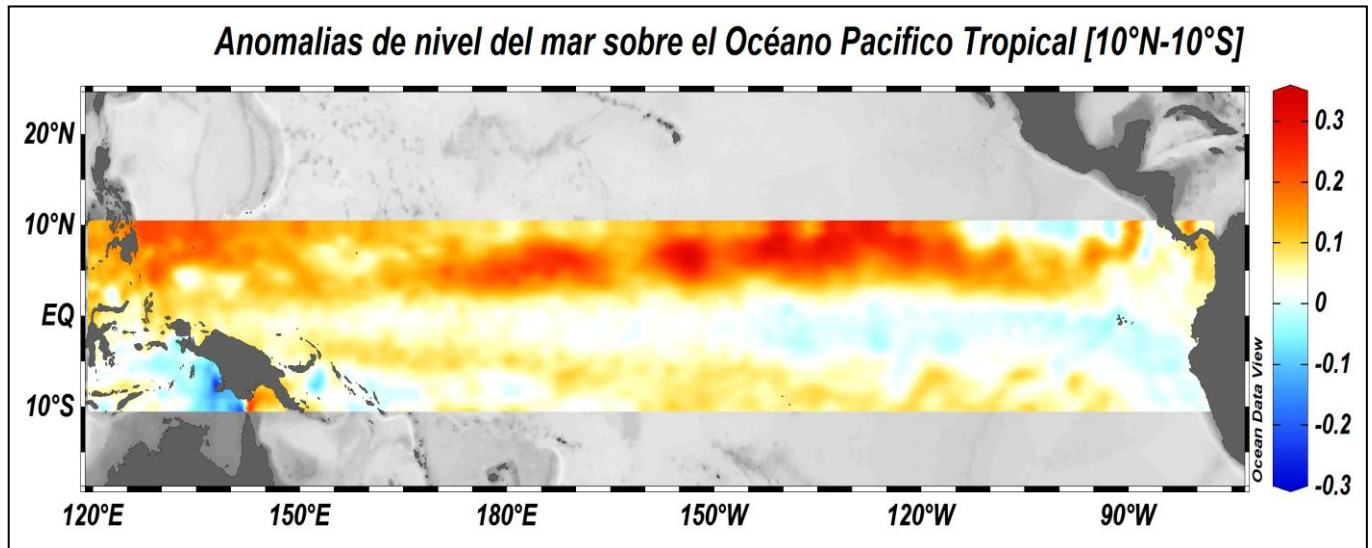 Anomalias de nivel del mar sobre el Océano Pacifico Tropical [10°N-10°S]
20°N
10°N
EQ
10°S
120°E
150°E
180°E
150°W
120°W
90°W
Ocean Data View
0.3
0.2
0.1
0
-0.1
-0.2
-0.3